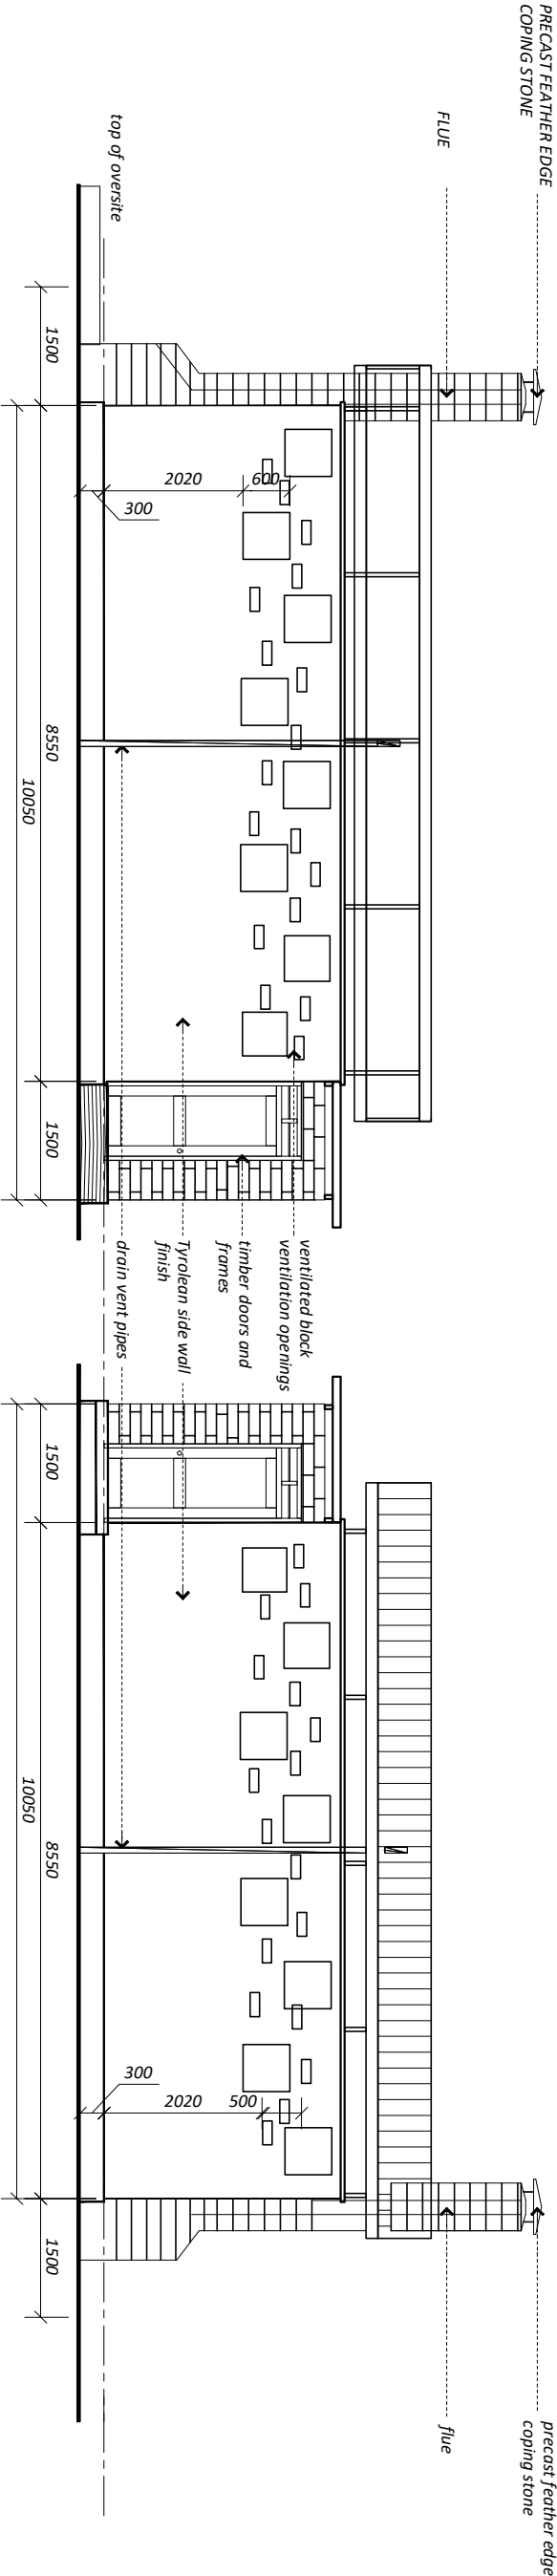 PRECAST FEATHER EDGE
COPING STONE
FLUE
top of oversite
1500
8550
1500
10050
300
2020
600
ventilated block
ventilation openings
timber doors and
frames
Tyrolean side wall
finish
drain vent pipes
1500
8550
1500
10050
300
2020
500
precast feather edge
coping stone
flue